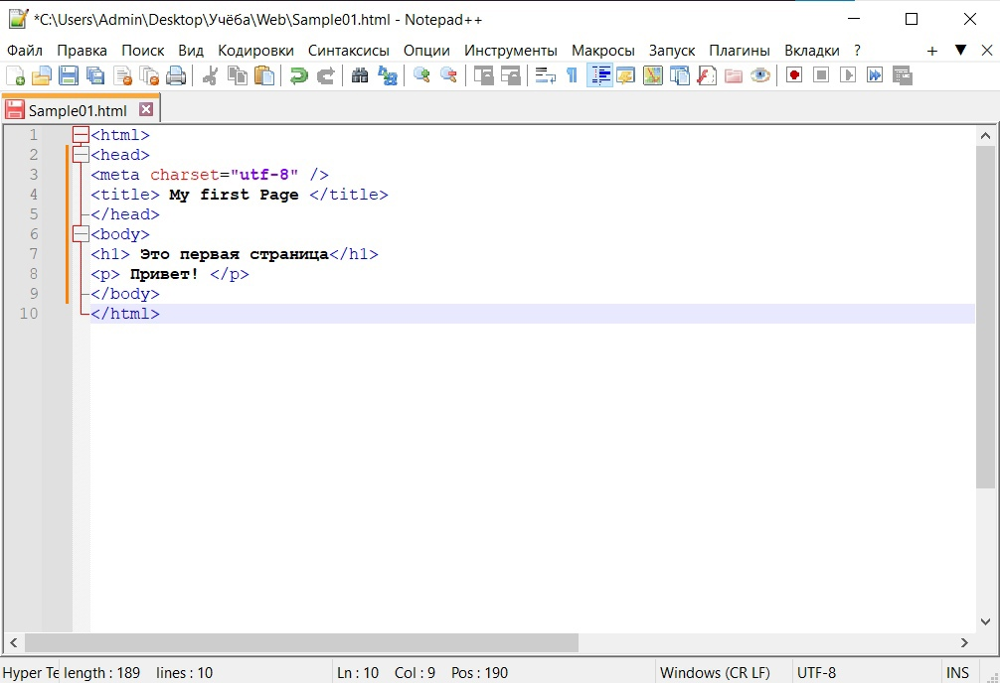 *C:\Users\Admin\Desktop\Учёба\Web\Sample01.html - Notepad++
Файл Правка Поиск Вид Кодировки Синтаксисы Опции Инструменты Макросы Запуск Плагины Вкладки ? + ▼ X
Sample01.html
1 <html>
2 <head>
3 <meta charset="utf-8" />
4 <title> My first Page </title>
5 </head>
6 <body>
7 <h1> Это первая страница</h1>
8 <p> Привет! </p>
9 </body>
10 </html>
Hyper Te length : 189 lines : 10 Ln : 10 Col : 9 Pos : 190 Windows (CR LF) UTF-8 INS